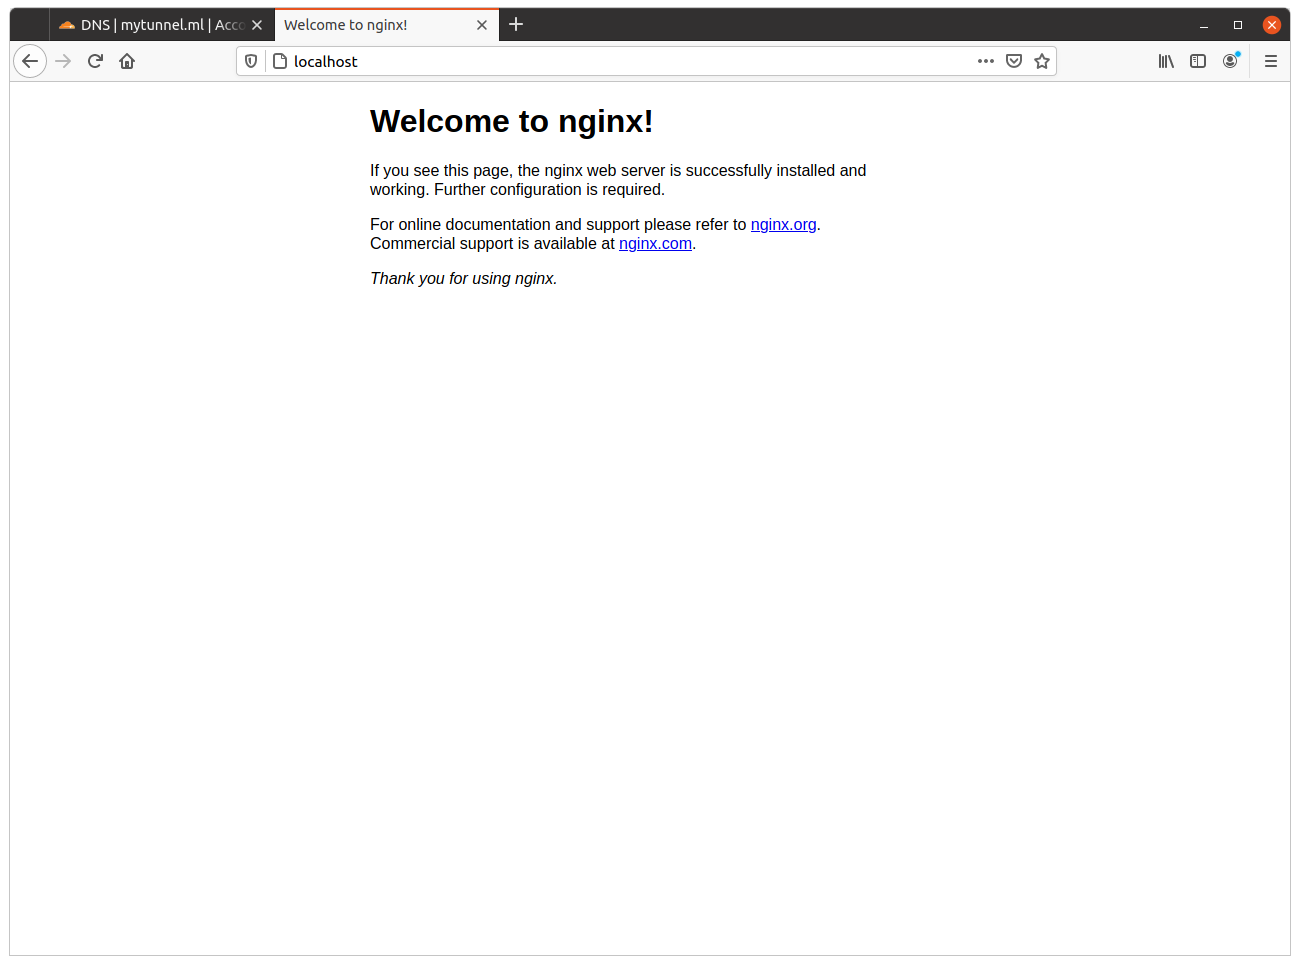 DNS | mytunnel.ml | Acco
Welcome to nginx!
localhost
Welcome to nginx!
If you see this page, the nginx web server is successfully installed and
working. Further configuration is required.
For online documentation and support please refer to nginx.org.
Commercial support is available at nginx.com.
Thank you for using nginx.